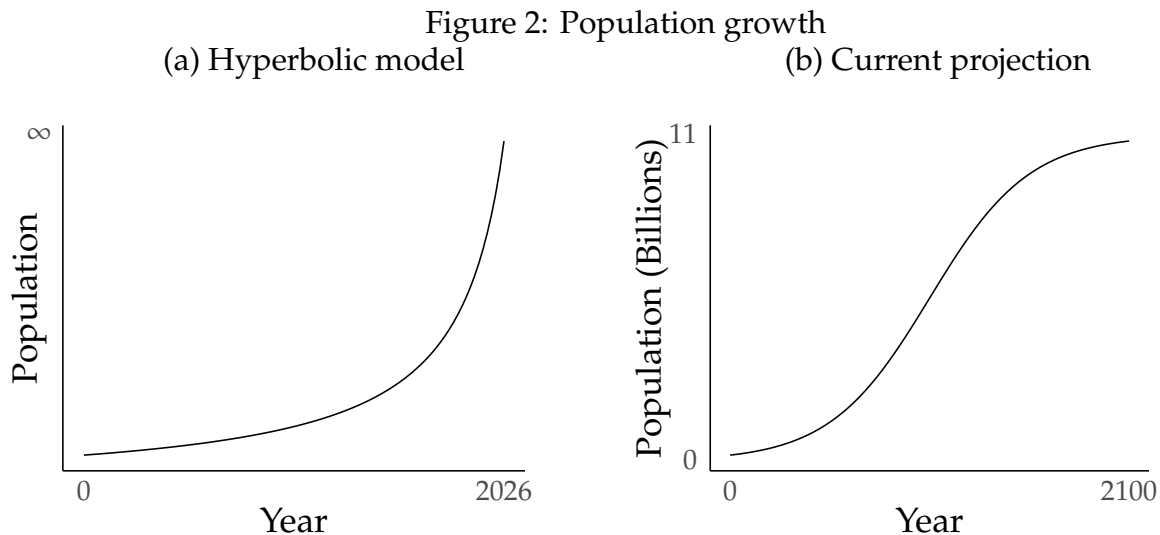 Figure 2: Population growth
(a) Hyperbolic model
∞
Population
0
2026
Year
(b) Current projection
11
Population (Billions)
0
0
2100
Year